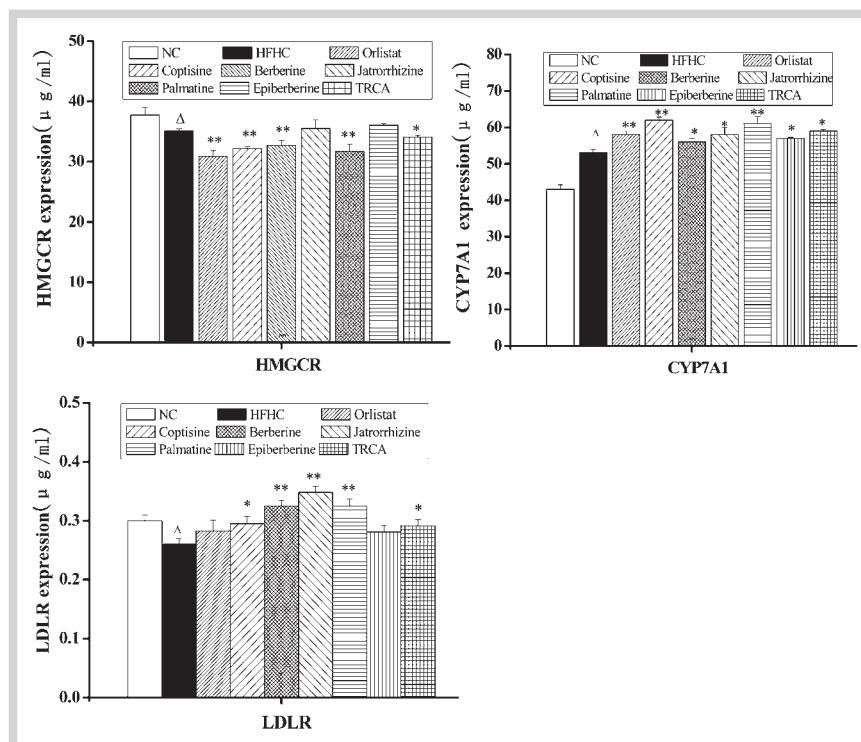 HMGCR expression( μ g/ml)
50
40
30
20
10
0
NC HFHC Orlistat
Coptisine Berberine Jatrorrhizine
Palmatine Epiberberine TRCA
Δ ** ** ** ** *
HMGCR
CYP7A1 expression( μ g/ml)
80
70
60
50
40
30
20
10
0
NC HFHC Orlistat
Coptisine Berberine Jatrorrhizine
Palmatine Epiberberine TRCA
Δ ** ** * * ** * *
CYP7A1
LDLR expression( μ g/ml)
0.5
0.4
0.3
0.2
0.1
0.0
NC HFHC Orlistat
Coptisine Berberine Jatrorrhizine
Palmatine Epiberberine TRCA
Δ * ** ** ** *
LDLR